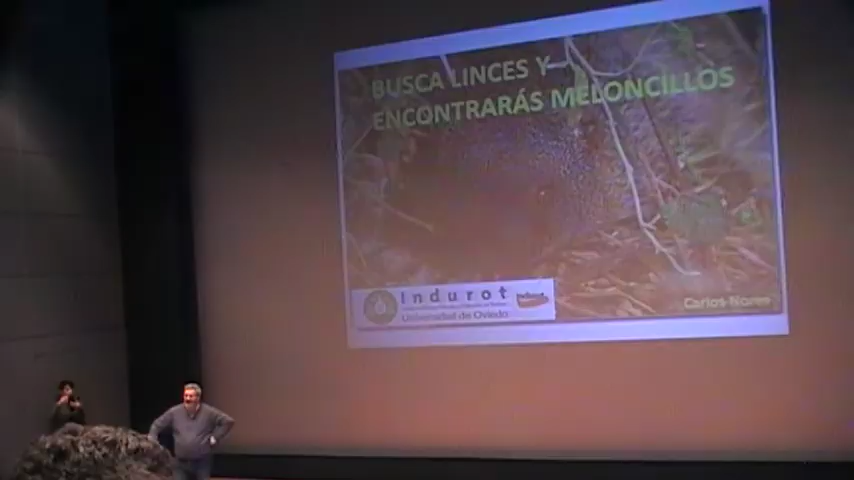 BUSCA LINCES Y
ENCONTRARÁS MELONCILLOS
Indurot
Universidad de Oviedo
Carlos Nores